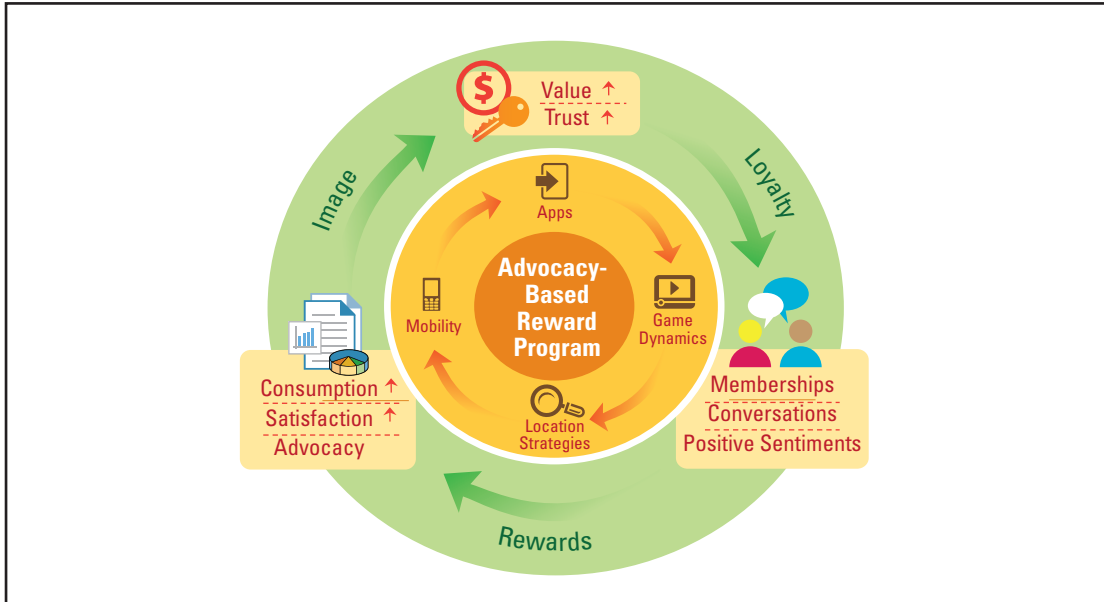 $
Value ↑
Trust ↑
Image
Loyalty
Apps
Advocacy-
Based
Reward
Program
Mobility
Game
Dynamics
Location
Strategies
Consumption ↑
Satisfaction ↑
Advocacy
Memberships
Conversations
Positive Sentiments
Rewards